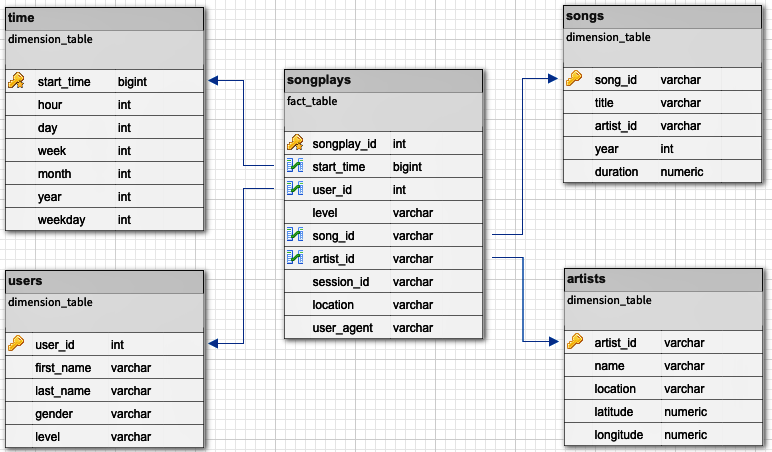 time
dimension_table
start_time bigint
hour int
day int
week int
month int
year int
weekday int
users
dimension_table
user_id int
first_name varchar
last_name varchar
gender varchar
level varchar
songplays
fact_table
songplay_id int
start_time bigint
user_id int
level varchar
song_id varchar
artist_id varchar
session_id varchar
location varchar
user_agent varchar
songs
dimension_table
song_id varchar
title varchar
artist_id varchar
year int
duration numeric
artists
dimension_table
artist_id varchar
name varchar
location varchar
latitude numeric
longitude numeric